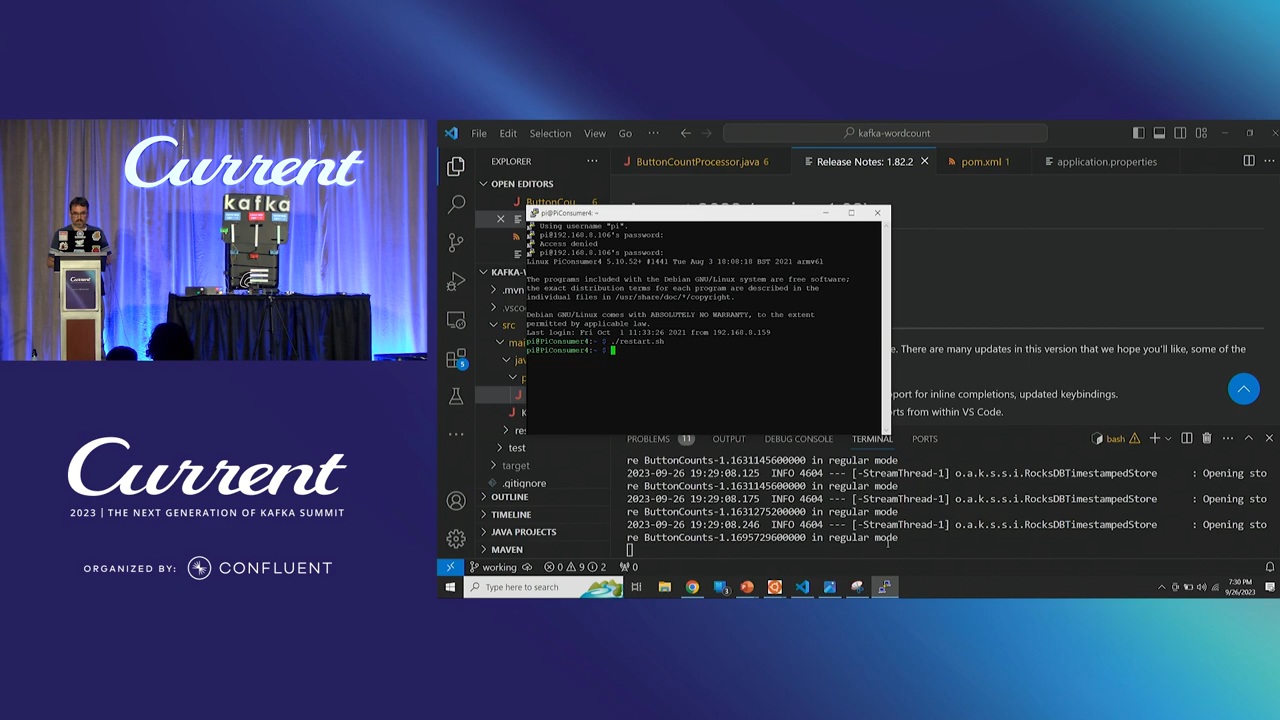 Current
kafka
Current
2023 | THE NEXT GENERATION OF KAFKA SUMMIT
ORGANIZED BY: CONFLUENT
File Edit Selection View Go ··· kafka-wordcount
EXPLORER ···
ButtonCountProcessor.java 6
Release Notes: 1.82.2
pom.xml 1
application.properties
OPEN EDITORS
ButtonCou
KAFKA-W
.mvn
.vsco
src
mai
jav
p
K
res
test
target
.gitignore
OUTLINE
TIMELINE
JAVA PROJECTS
MAVEN
5
pi@PiConsumer4: ~
Using username "pi".
pi@192.168.8.106's password:
Access denied
pi@192.168.8.106's password:
Linux PiConsumer4 5.10.52+ #1441 Tue Aug 3 18:08:18 BST 2021 armv6l
The programs included with the Debian GNU/Linux system are free software;
the exact distribution terms for each program are described in the
individual files in /usr/share/doc/*/copyright.
Debian GNU/Linux comes with ABSOLUTELY NO WARRANTY, to the extent
permitted by applicable law.
Last login: Fri Oct  1 11:33:26 2021 from 192.168.8.159
pi@PiConsumer4:~ $ ./restart.sh
pi@PiConsumer4:~ $
e. There are many updates in this version that we hope you'll like, some of the
port for inline completions, updated keybindings.
orts from within VS Code.
PROBLEMS 11 OUTPUT DEBUG CONSOLE TERMINAL PORTS
bash
re ButtonCounts-1.1631145600000 in regular mode
2023-09-26 19:29:08.125  INFO 4604 --- [-StreamThread-1] o.a.k.s.s.i.RocksDBTimestampedStore      : Opening sto
re ButtonCounts-1.1631145600000 in regular mode
2023-09-26 19:29:08.175  INFO 4604 --- [-StreamThread-1] o.a.k.s.s.i.RocksDBTimestampedStore      : Opening sto
re ButtonCounts-1.1631275200000 in regular mode
2023-09-26 19:29:08.246  INFO 4604 --- [-StreamThread-1] o.a.k.s.s.i.RocksDBTimestampedStore      : Opening sto
re ButtonCounts-1.1695729600000 in regular mode
working 0 9 2 0
Type here to search
7:30 PM
9/26/2023